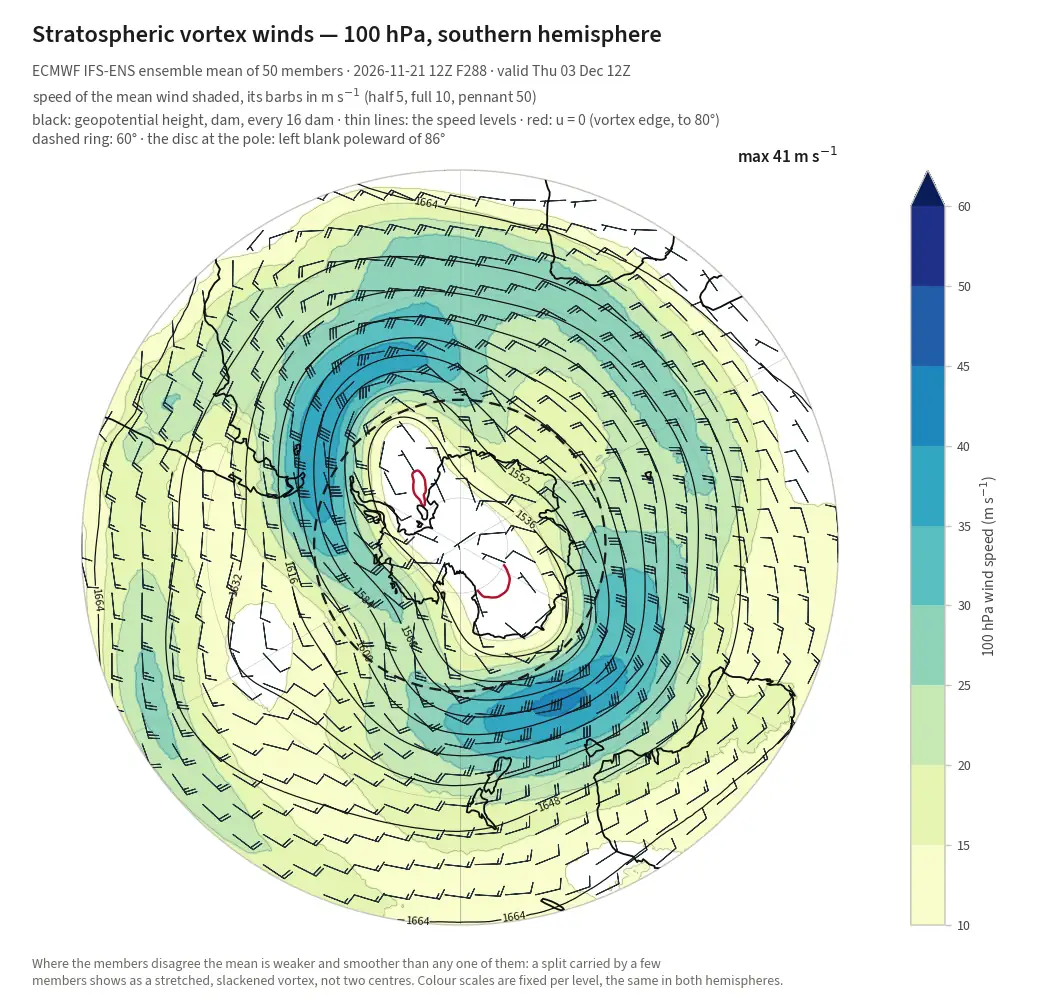 Stratospheric vortex winds — 100 hPa, southern hemisphere
ECMWF IFS-ENS ensemble mean of 50 members · 2026-11-21 12Z F288 · valid Thu 03 Dec 12Z
speed of the mean wind shaded, its barbs in m s⁻¹ (half 5, full 10, pennant 50)
black: geopotential height, dam, every 16 dam · thin lines: the speed levels · red: u = 0 (vortex edge, to 80°)
dashed ring: 60° · the disc at the pole: left blank poleward of 86°
max 41 m s⁻¹
1664
60
50
45
40
35
30
25
20
15
10
100 hPa wind speed (m s⁻¹)
1552
1536
1616
1632
1664
1584
1568
1600
1648
1664
1664
Where the members disagree the mean is weaker and smoother than any one of them: a split carried by a few
members shows as a stretched, slackened vortex, not two centres. Colour scales are fixed per level, the same in both hemispheres.